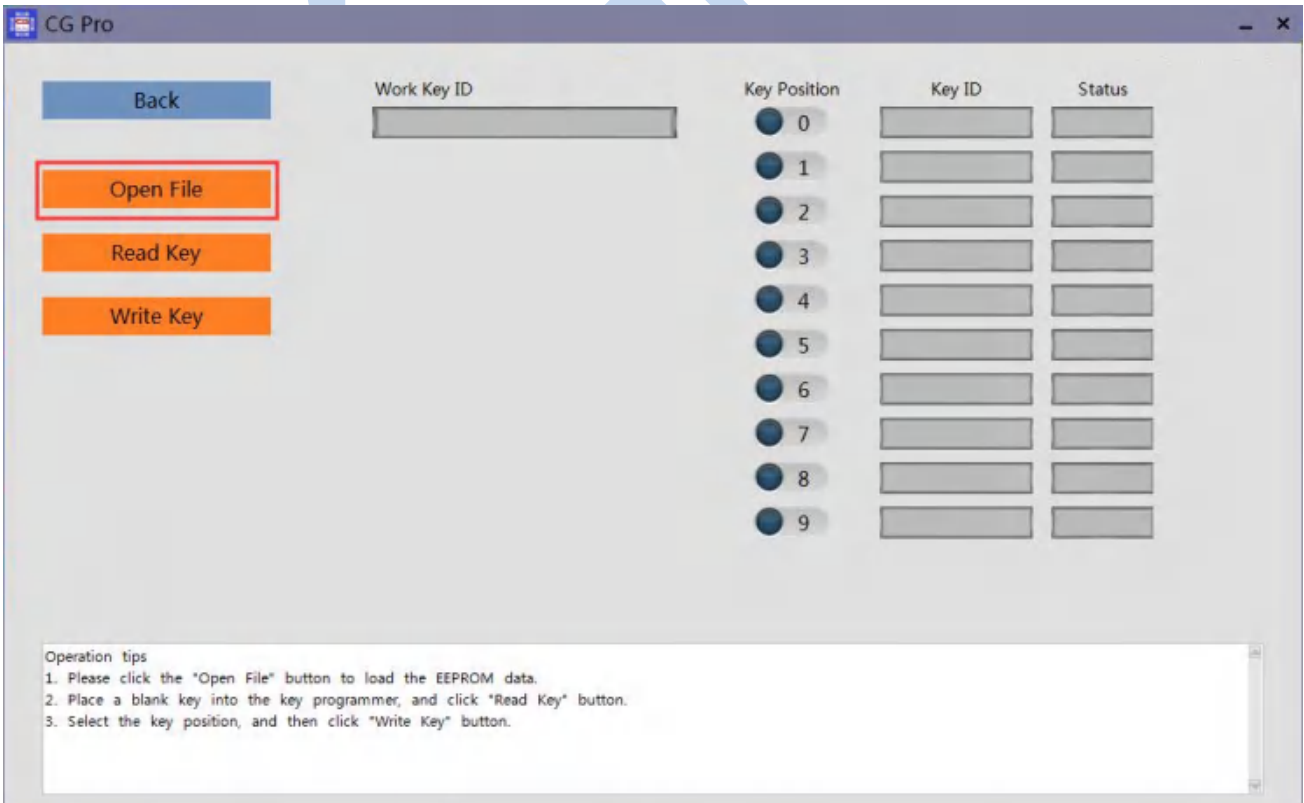 CG Pro
Back
Open File
Read Key
Write Key
Work Key ID
Key Position Key ID Status
0
1
2
3
4
5
6
7
8
9
Operation tips
1. Please click the "Open File" button to load the EEPROM data.
2. Place a blank key into the key programmer, and click "Read Key" button.
3. Select the key position, and then click "Write Key" button.